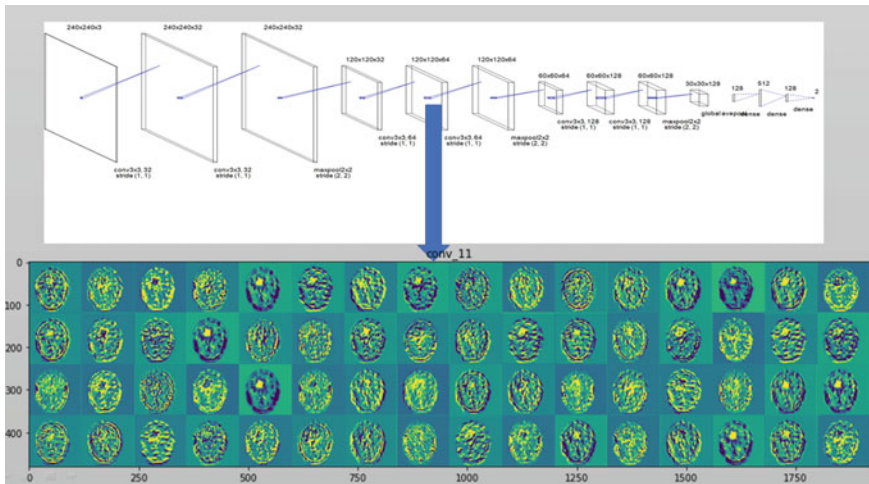 240x240x3 240x240x32 240x240x32
120x120x32 120x120x64 120x120x64
60x60x64 60x60x128 60x60x128
30x30x128 128 512 128 2
conv3x3, 32
stride (1, 1)
conv3x3, 32
stride (1, 1)
maxpool2x2
stride (2, 2)
conv3x3, 64
stride (1, 1)
conv3x3, 64
stride (1, 1)
maxpool2x2
stride (2, 2)
conv3x3, 128
stride (1, 1)
conv3x3, 128
stride (1, 1)
maxpool2x2
stride (2, 2)
global avepool
dense
dense
dense
conv_11
0
100
200
300
400
0 250 500 750 1000 1250 1500 1750